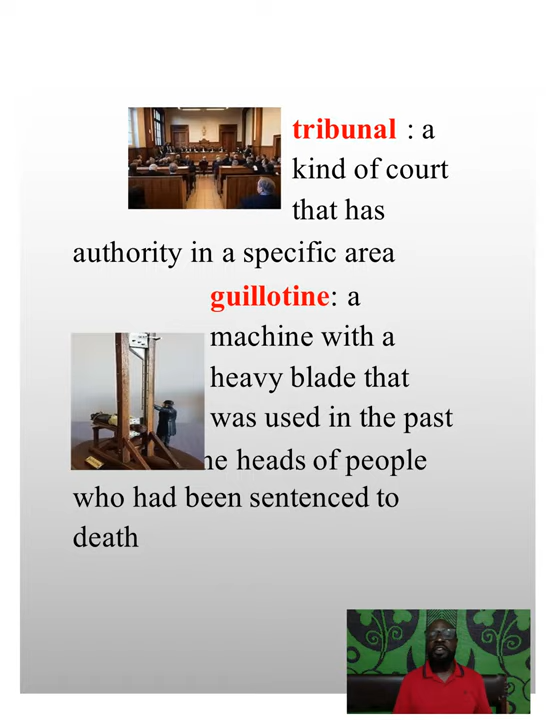 tribunal : a
kind of court
that has
authority in a specific area
guillotine: a
machine with a
heavy blade that
was used in the past
heads of people
who had been sentenced to
death